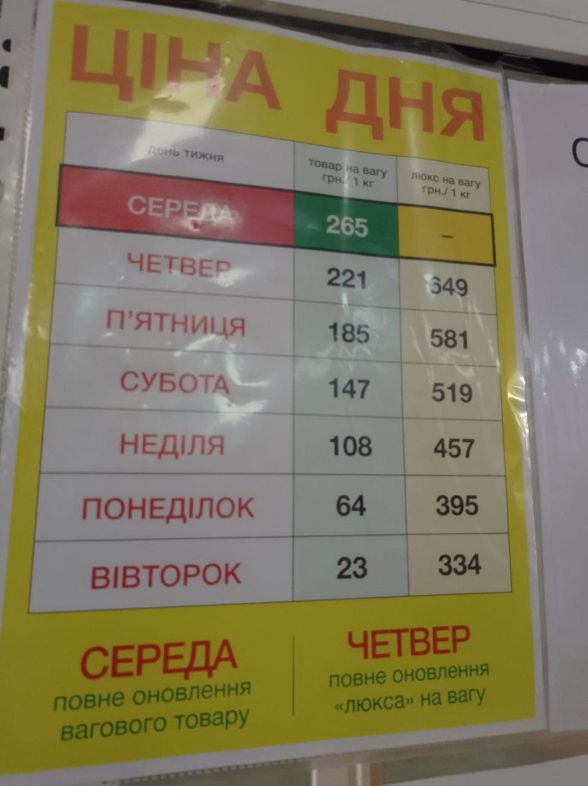 ЦІНА ДНЯ
день тижня
товар на вагу
грн./ 1 кг
люкс на вагу
грн./ 1 кг
СЕРЕДА 265 –
ЧЕТВЕР 221 649
П'ЯТНИЦЯ 185 581
СУБОТА 147 519
НЕДІЛЯ 108 457
ПОНЕДІЛОК 64 395
ВІВТОРОК 23 334
СЕРЕДА
повне оновлення
вагового товару
ЧЕТВЕР
повне оновлення
«люкса» на вагу